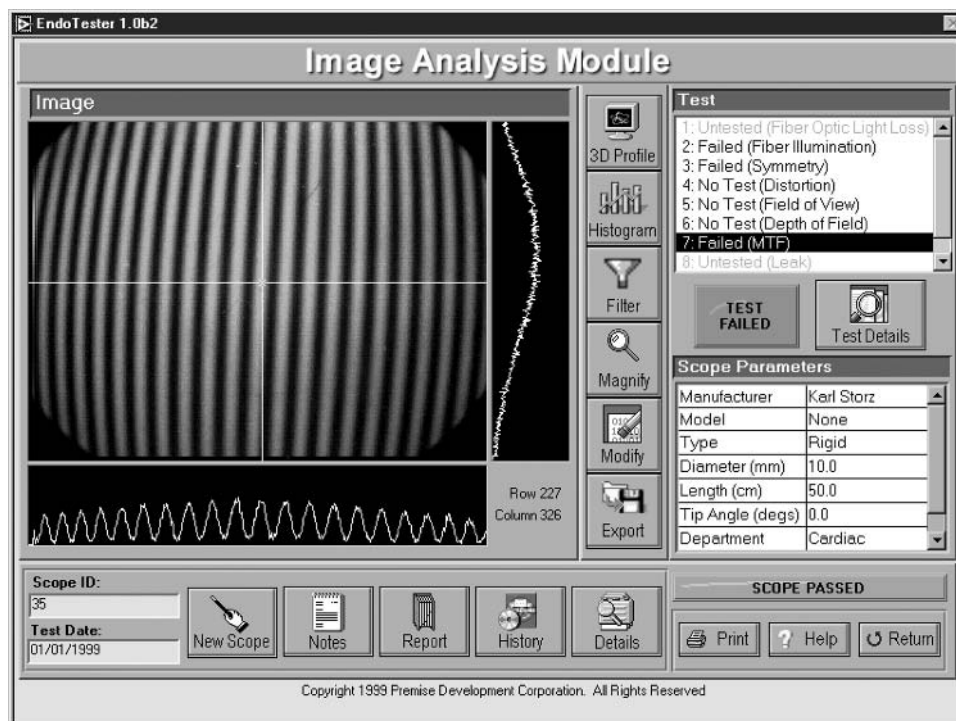 EndoTester 1.0b2
Image Analysis Module
Image
3D Profile
Histogram
Filter
Magnify
Modify
Export
Row 227
Column 326
Test
1: Untested (Fiber Optic Light Loss)
2: Failed (Fiber Illumination)
3: Failed (Symmetry)
4: No Test (Distortion)
5: No Test (Field of View)
6: No Test (Depth of Field)
7: Failed (MTF)
8: Untested (Leak)
TEST
FAILED
Test Details
Scope Parameters
Manufacturer Karl Storz
Model None
Type Rigid
Diameter (mm) 10.0
Length (cm) 50.0
Tip Angle (degs) 0.0
Department Cardiac
Scope ID:
35
Test Date:
01/01/1999
New Scope
Notes
Report
History
Details
SCOPE PASSED
Print
Help
Return
Copyright 1999 Premise Development Corporation. All Rights Reserved